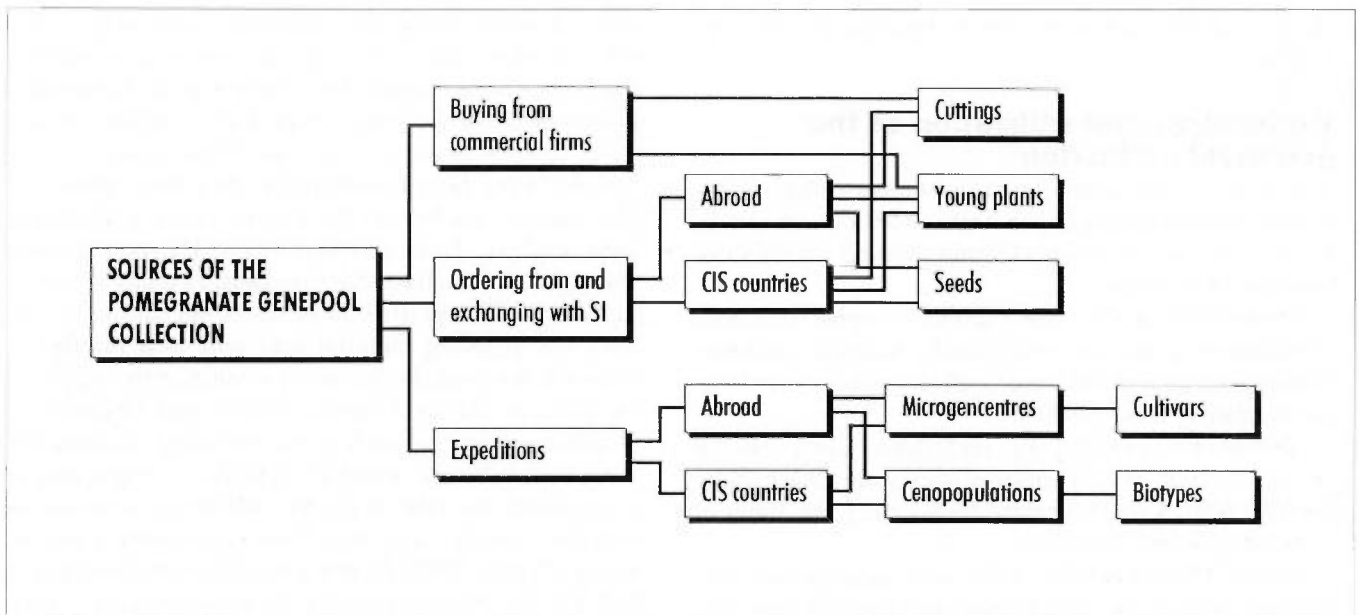 Buying from
commercial firms
Cuttings
Abroad
Young plants
SOURCES OF THE
POMEGRANATE GENEPOOL
COLLECTION
Ordering from and
exchanging with SI
CIS countries
Seeds
Abroad
Microgencentres
Cultivars
Expeditions
CIS countries
Cenopopulations
Biotypes